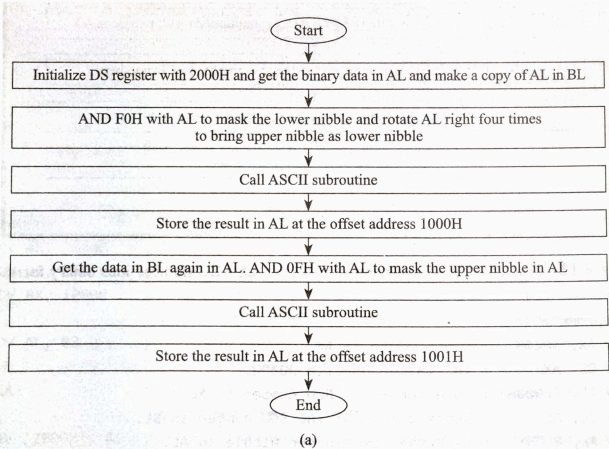 Start
Initialize DS register with 2000H and get the binary data in AL and make a copy of AL in BL
AND F0H with AL to mask the lower nibble and rotate AL right four times
to bring upper nibble as lower nibble
Call ASCII subroutine
Store the result in AL at the offset address 1000H
Get the data in BL again in AL. AND 0FH with AL to mask the upper nibble in AL
Call ASCII subroutine
Store the result in AL at the offset address 1001H
End
(a)